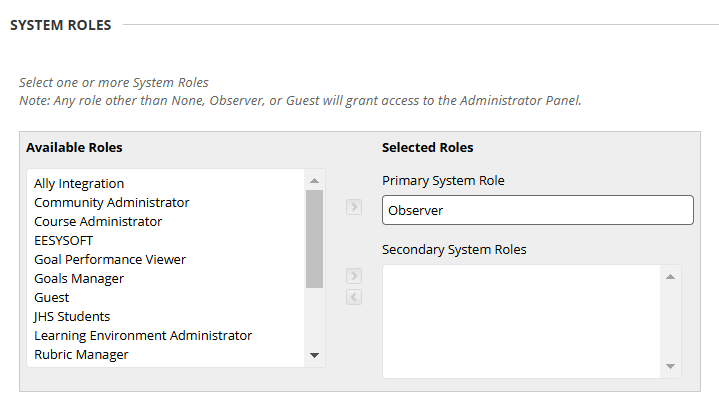 SYSTEM ROLES
Select one or more System Roles
Note: Any role other than None, Observer, or Guest will grant access to the Administrator Panel.
Available Roles
Ally Integration
Community Administrator
Course Administrator
EESYSOFT
Goal Performance Viewer
Goals Manager
Guest
JHS Students
Learning Environment Administrator
Rubric Manager
Selected Roles
Primary System Role
Observer
Secondary System Roles